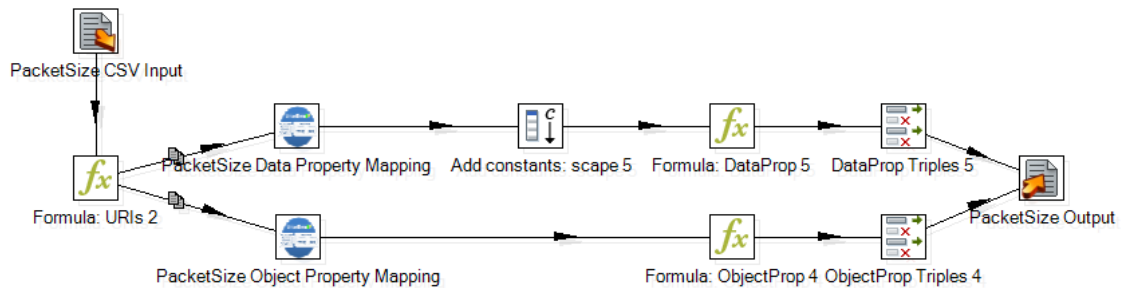 PacketSize CSV Input
PacketSize Data Property Mapping
Add constants: scape 5
Formula: DataProp 5
DataProp Triples 5
Formula: URIs 2
PacketSize Output
PacketSize Object Property Mapping
Formula: ObjectProp 4
ObjectProp Triples 4